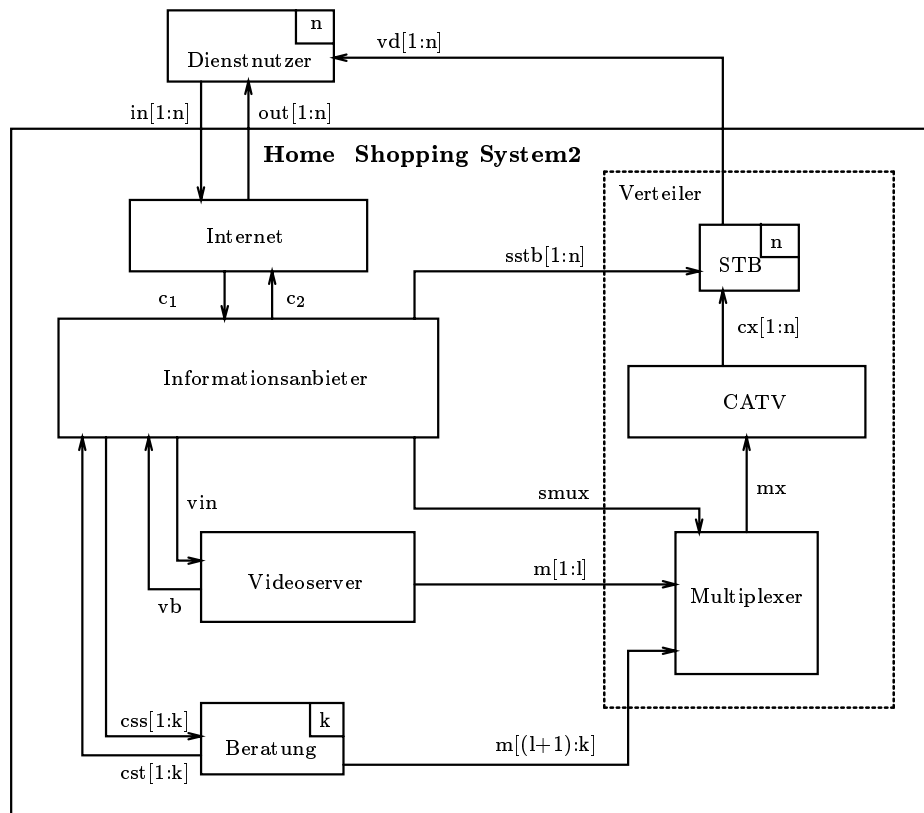 n
vd[1:n]
Dienstnutzer
in[1:n]
out[1:n]
Home Shopping System2
Verteiler
Internet
n
sstb[1:n]
STB
c1
c2
cx[1:n]
Informationsanbieter
CATV
smux
mx
vin
m[1:l]
Videoserver
Multiplexer
vb
css[1:k]
k
Beratung
m[(l+1):k]
cst[1:k]